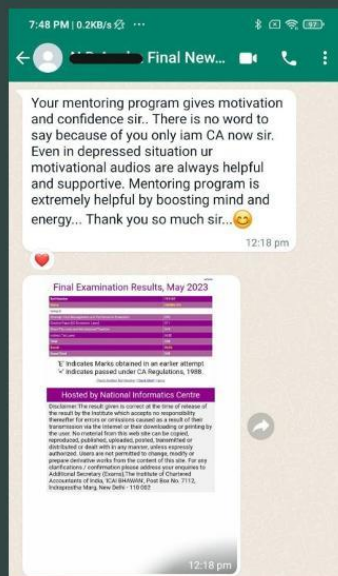 7:48 PM | 0.2KB/s ...
97
Final New...
Your mentoring program gives motivation
and confidence sir.. There is no word to
say because of you only iam CA now sir.
Even in depressed situation ur
motivational audios are always helpful
and supportive. Mentoring program is
extremely helpful by boosting mind and
energy... Thank you so much sir...😊
12:18 pm
Final Examination Results, May 2023
Indicates Marks obtained in an earlier attempt
Indicates passed under CA Regulations, 1988.
Hosted by National Informatics Centre
Disclaimer: The result given is correct at the time of release of
the result by the Institute which accepts no responsibility
thereafter for errors or omissions caused as a result of their
transmission via the internet or their downloading or printing by
the user. No material from this web site can be copied,
reproduced, published, uploaded, posted, transmitted or
distributed or dealt with in any manner, unless expressly
authorized. Users are not permitted to change, modify or
prepare derivative works from the content of this site. For any
clarifications / confirmation please address your enquiries to
Additional Secretary (Exams), The Institute of Chartered
Accountants of India, 'ICAI BHAWAN', Post Box No. 7112,
Indraprastha Marg, New Delhi - 110 002
12:18 pm